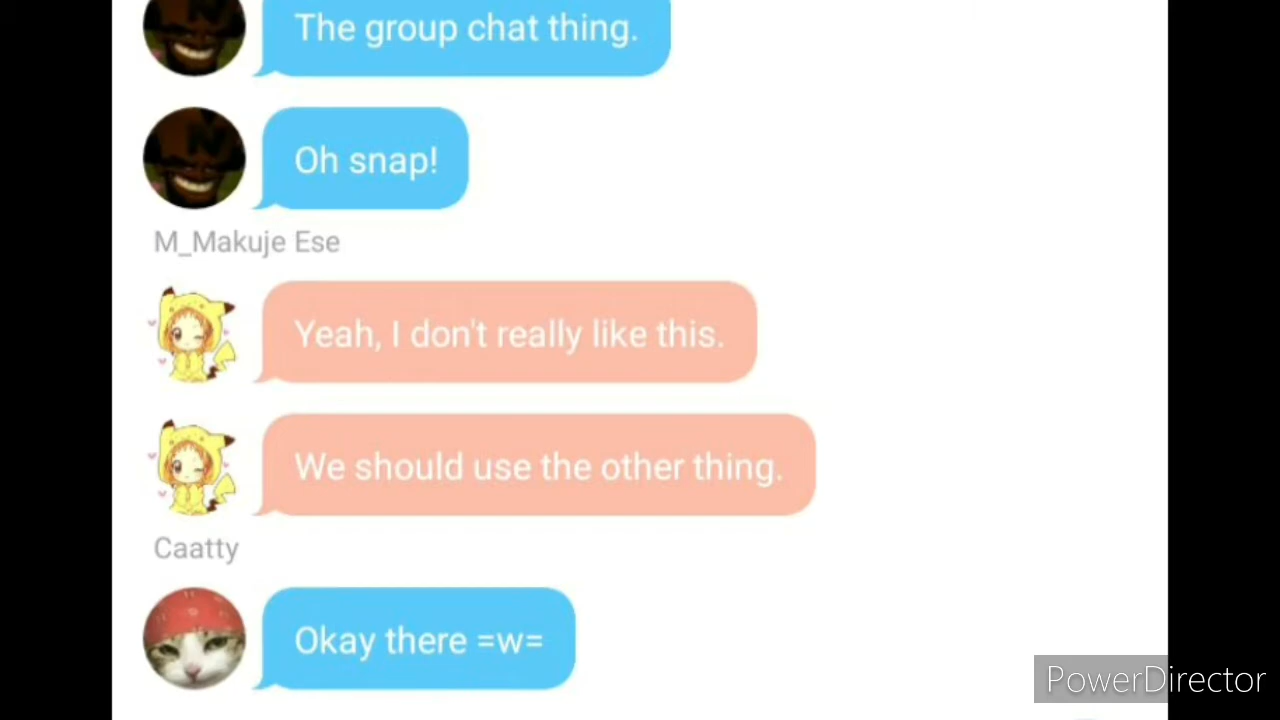 The group chat thing.
Oh snap!
M_Makuje Ese
Yeah, I don't really like this.
We should use the other thing.
Caatty
Okay there =w=
PowerDirector